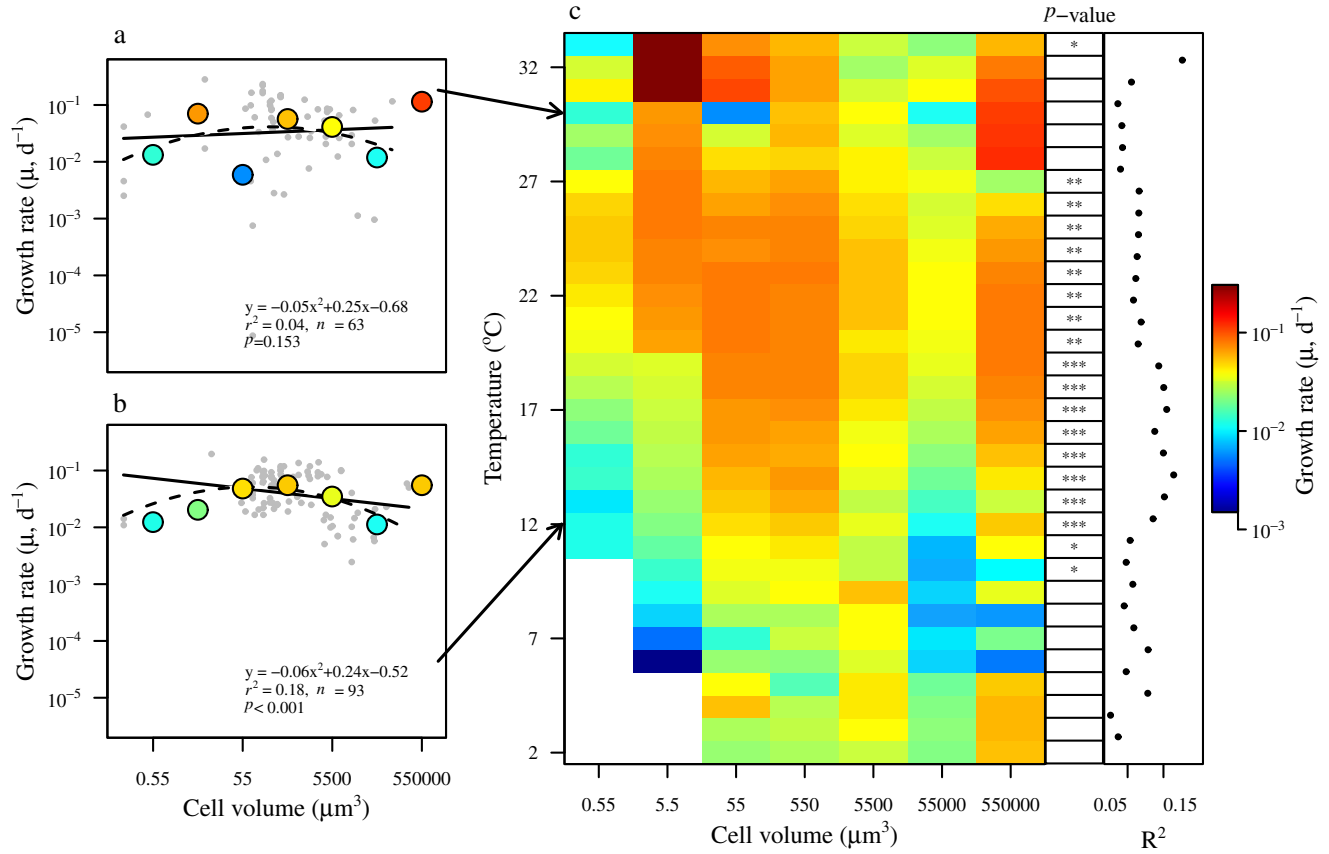 a
Growth rate (μ, d⁻¹)
10⁻¹
10⁻²
10⁻³
10⁻⁴
10⁻⁵
y = −0.05x²+0.25x−0.68
r² = 0.04, n = 63
p=0.153
b
Growth rate (μ, d⁻¹)
10⁻¹
10⁻²
10⁻³
10⁻⁴
10⁻⁵
y = −0.06x²+0.24x−0.52
r² = 0.18, n = 93
p< 0.001
0.55 55 5500 550000
Cell volume (μm³)
c
Temperature (°C)
32
27
22
17
12
7
2
0.55 5.5 55 550 5500 55000 550000
Cell volume (μm³)
p−value
*
**
**
**
**
**
**
**
**
***
***
***
***
***
***
***
***
*
*
0.05 0.15
R²
10⁻¹
10⁻²
10⁻³
Growth rate (μ, d⁻¹)